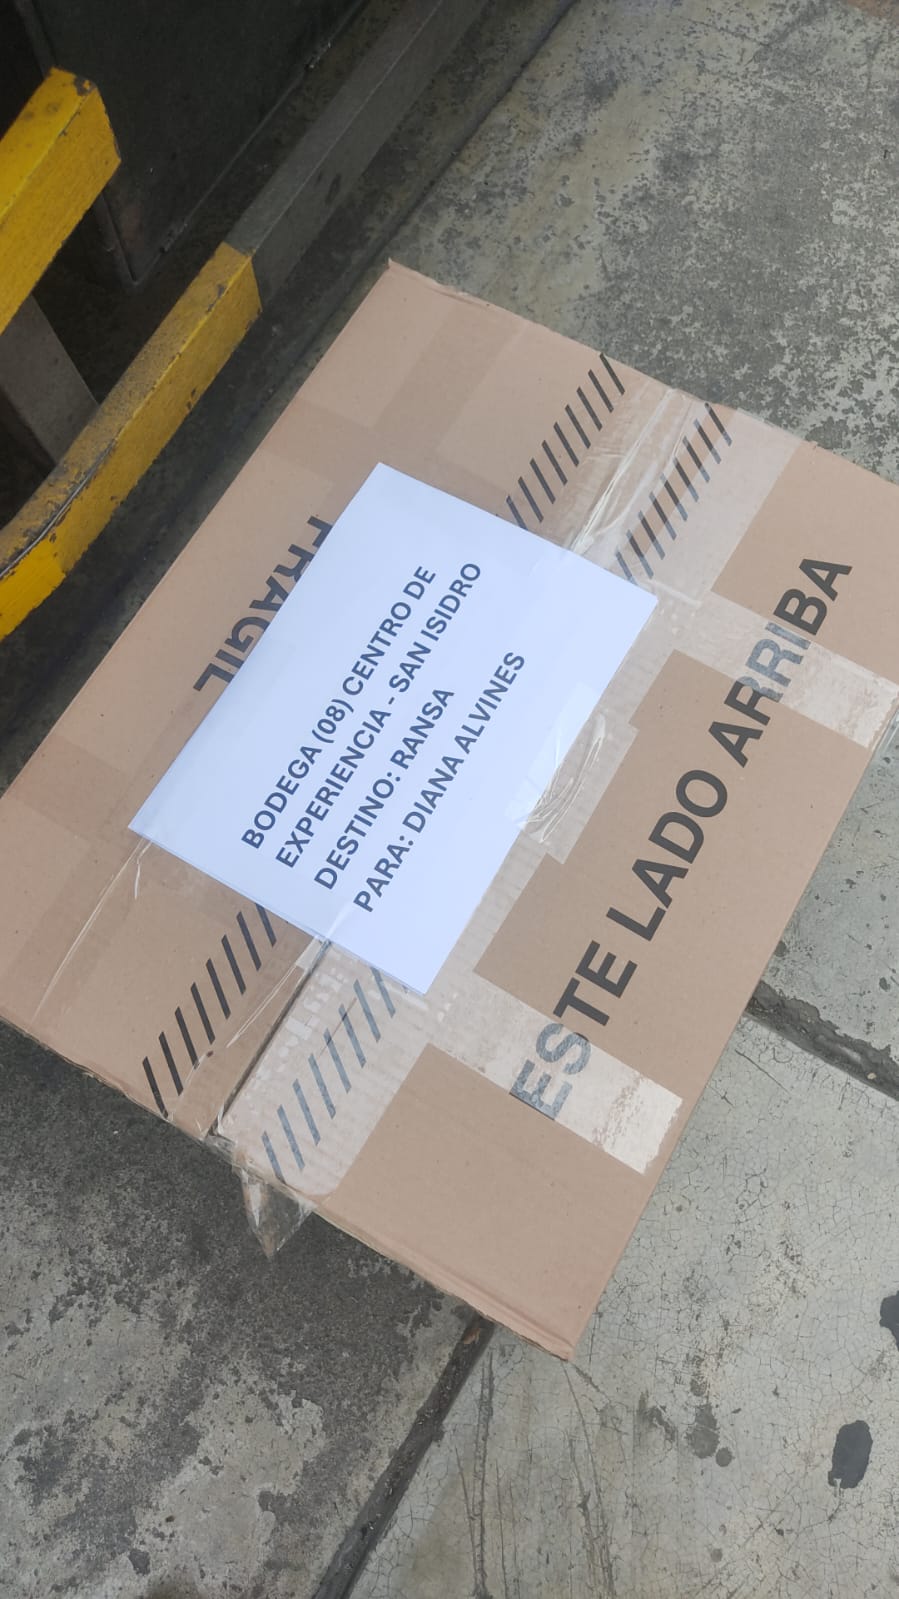 FRAGIL
BODEGA (08) CENTRO DE
EXPERIENCIA - SAN ISIDRO
DESTINO: RANSA
PARA: DIANA ALVINES
ESTE LADO ARRIBA